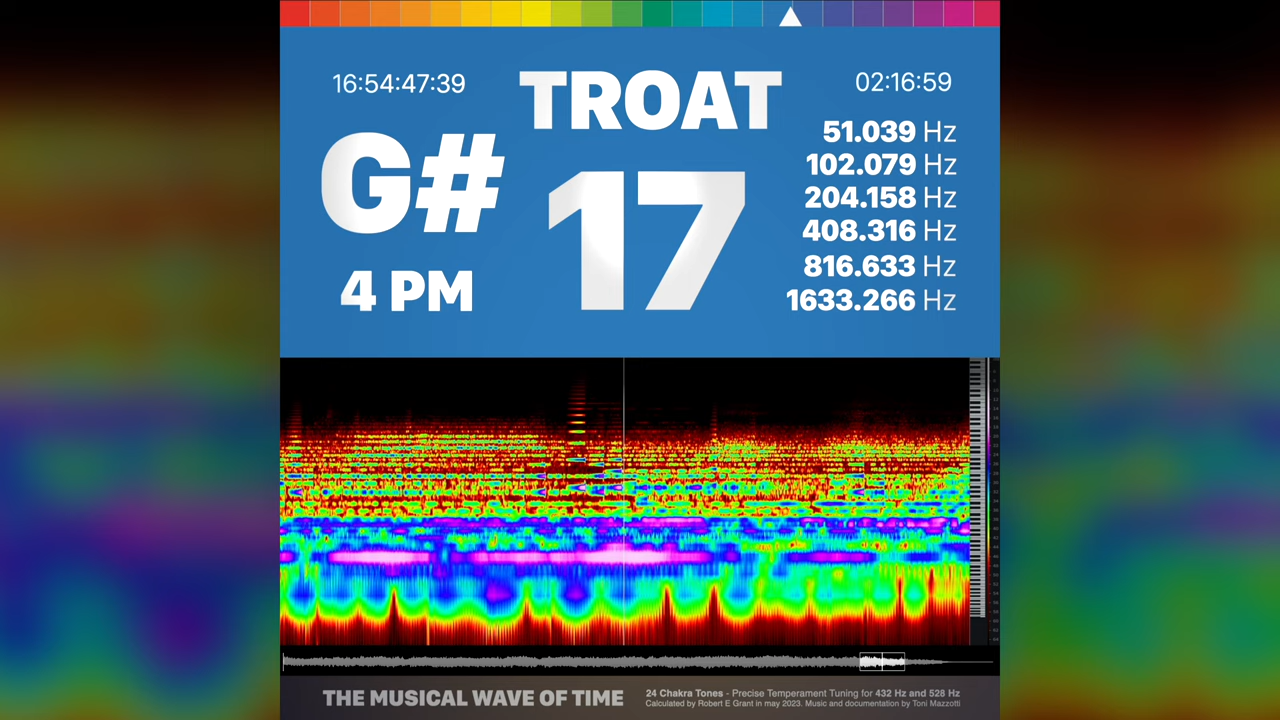 16:54:47:39
TROAT
02:16:59
G#
17
4 PM
51.039 Hz
102.079 Hz
204.158 Hz
408.316 Hz
816.633 Hz
1633.266 Hz
THE MUSICAL WAVE OF TIME
24 Chakra Tones - Precise Temperament Tuning for 432 Hz and 528 Hz
Calculated by Robert E Grant in may 2023. Music and documentation by Toni Mazzotti